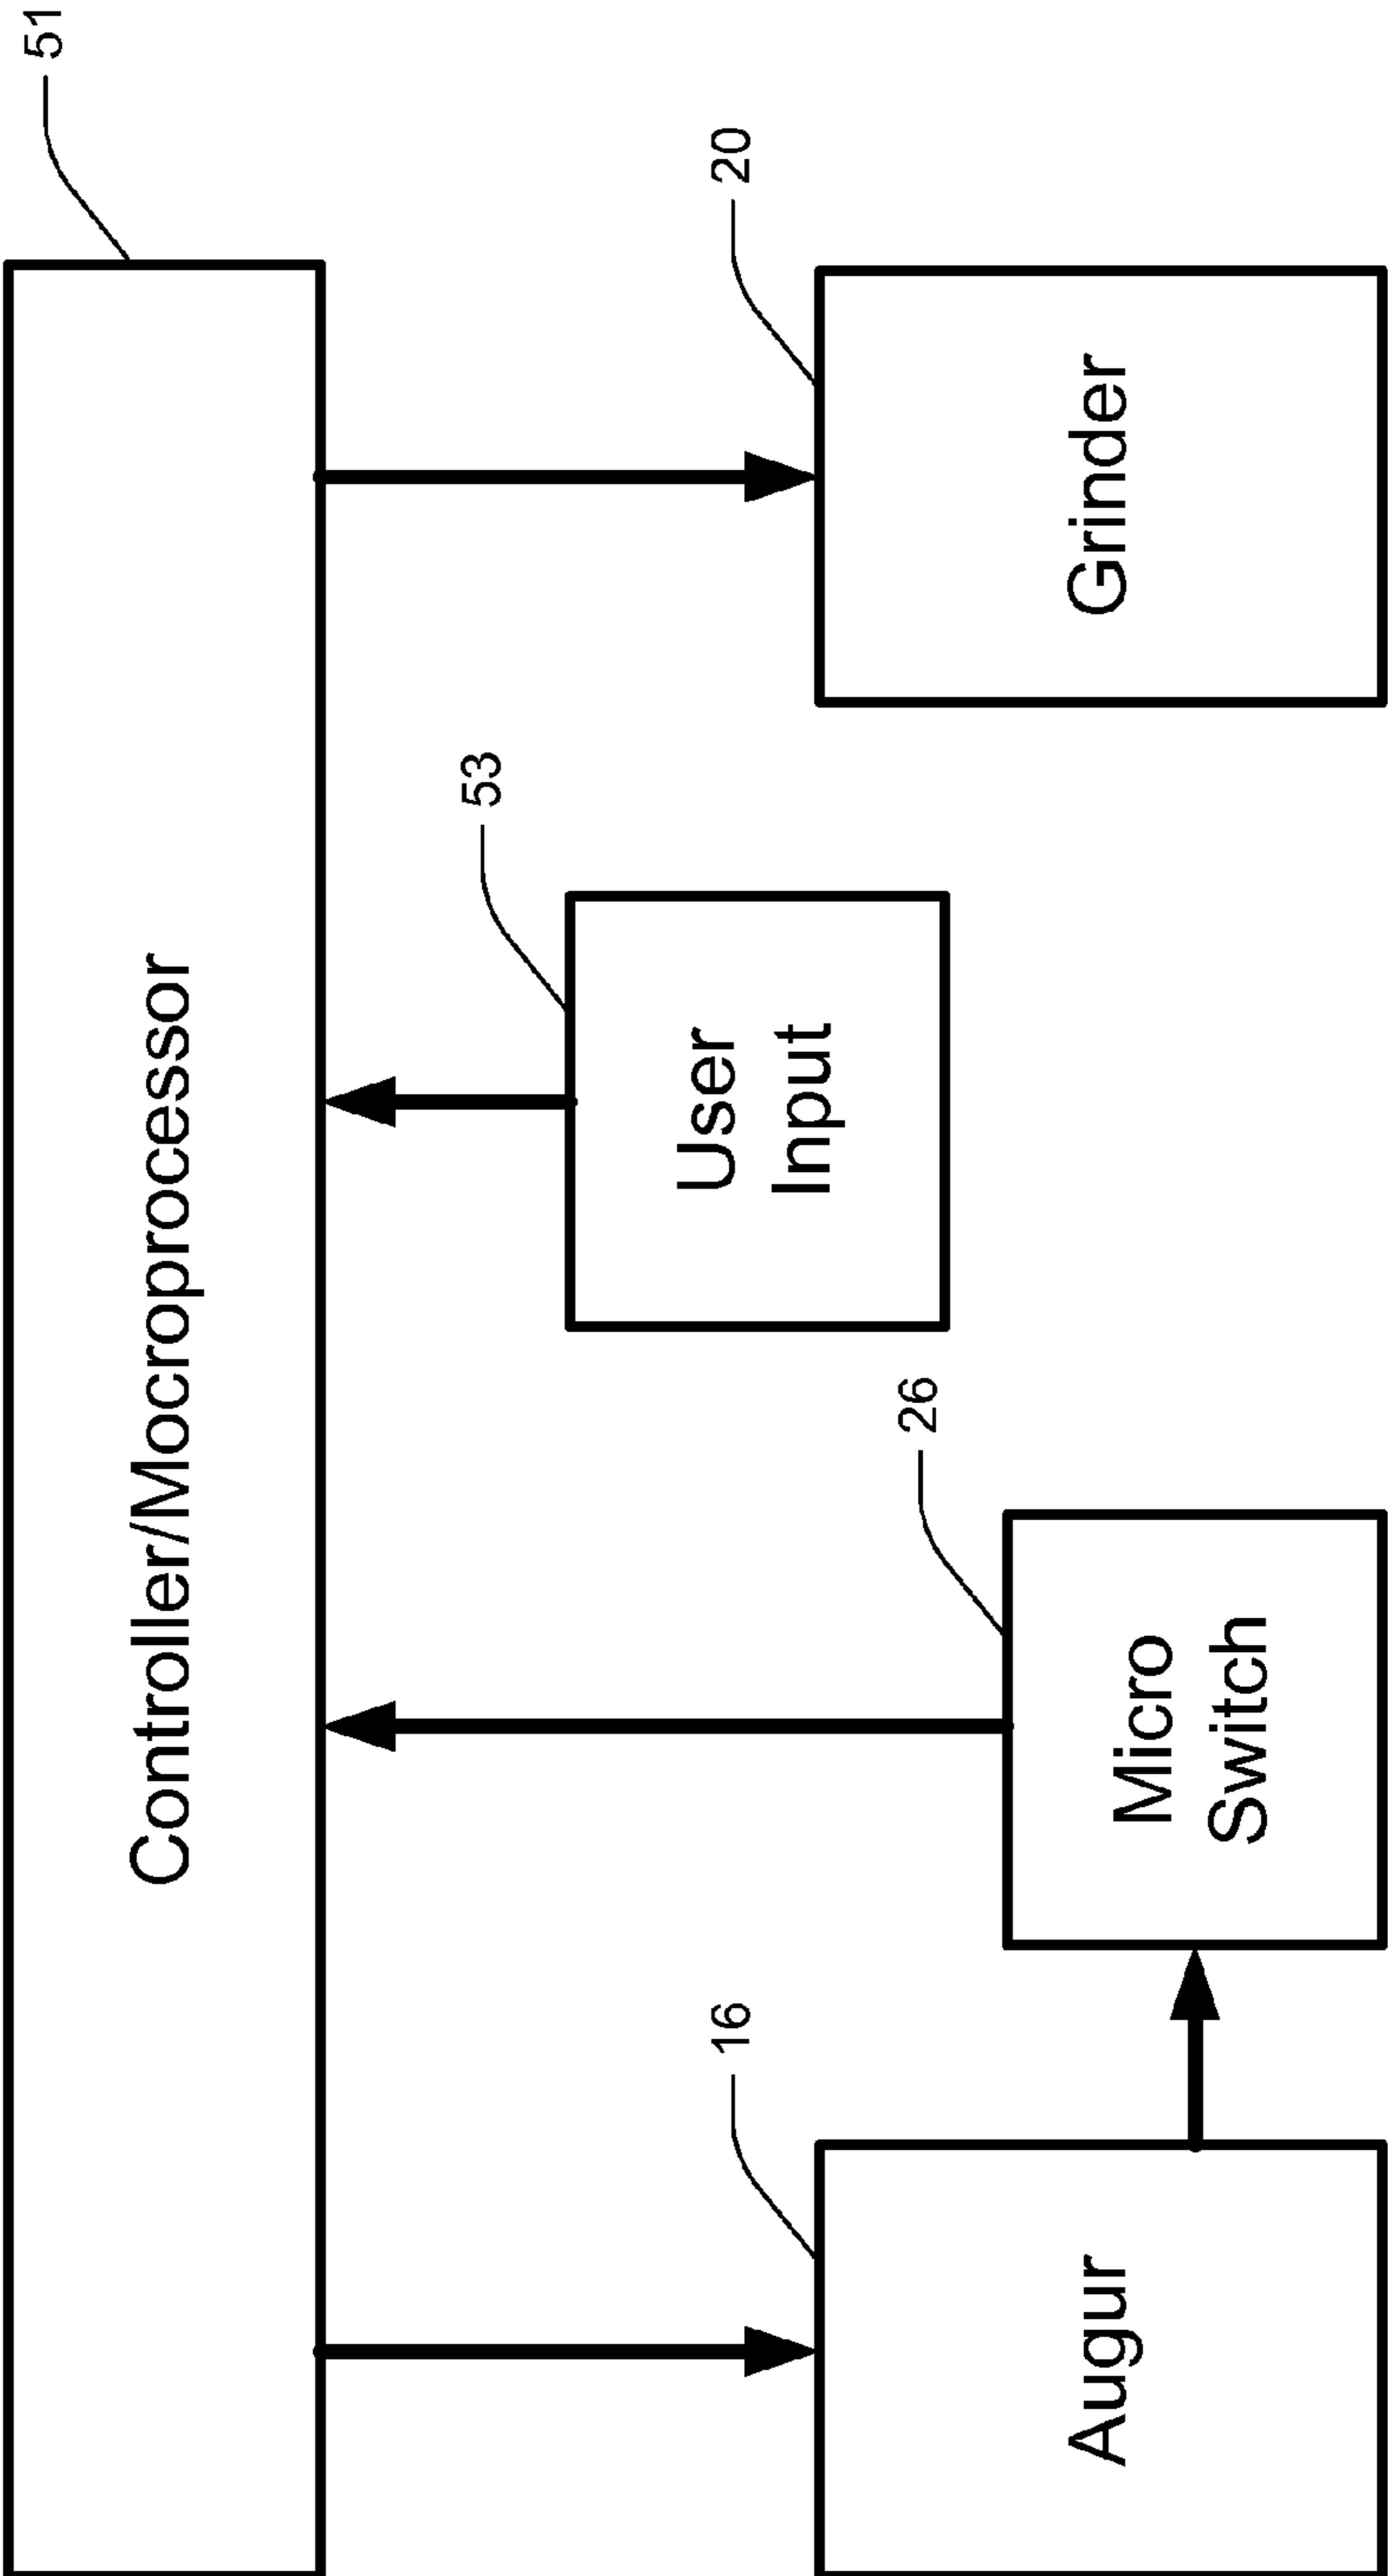 51
Controller/Mocroprocessor
16
Augur
26
Micro
Switch
53
User
Input
20
Grinder